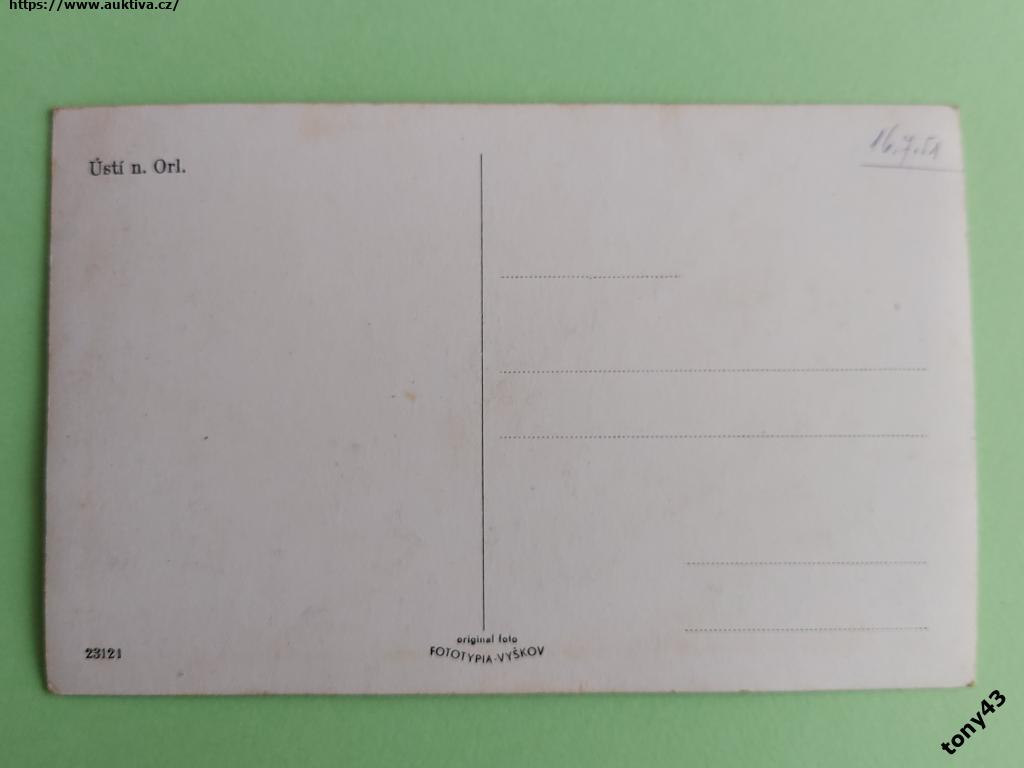 https://www.auktiva.cz/
16.7.51
Ústí n. Orl.
original foto
FOTOTYPIA-VYŠKOV
23121
tony43